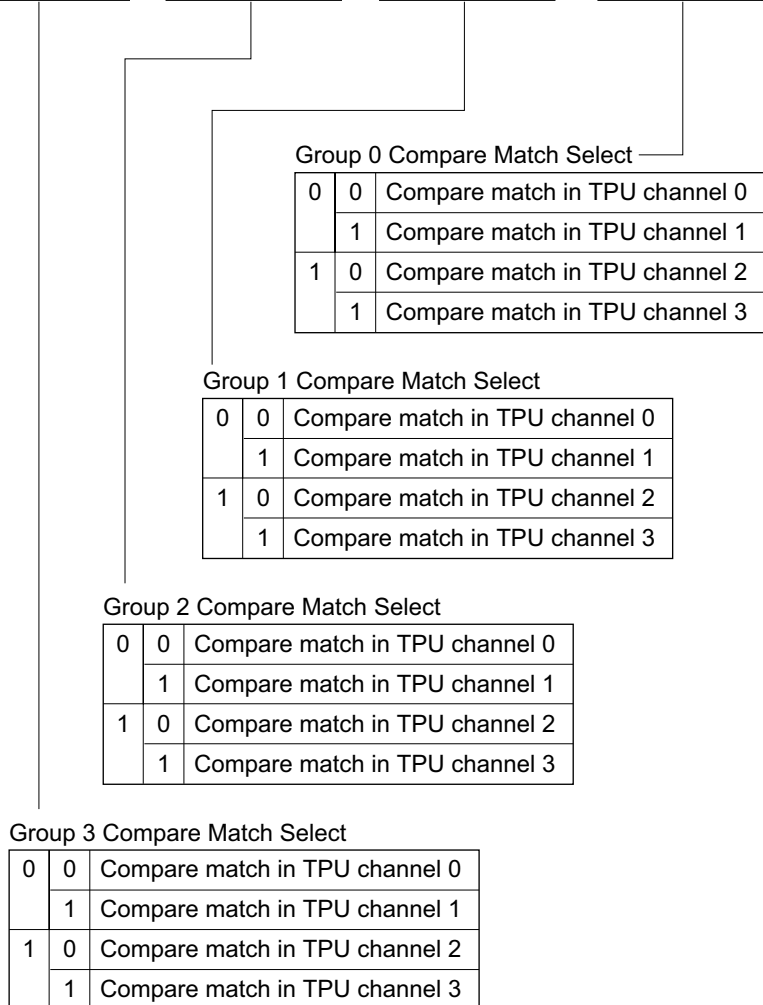 Group 0 Compare Match Select
0 0 Compare match in TPU channel 0
1 Compare match in TPU channel 1
1 0 Compare match in TPU channel 2
1 Compare match in TPU channel 3
Group 1 Compare Match Select
0 0 Compare match in TPU channel 0
1 Compare match in TPU channel 1
1 0 Compare match in TPU channel 2
1 Compare match in TPU channel 3
Group 2 Compare Match Select
0 0 Compare match in TPU channel 0
1 Compare match in TPU channel 1
1 0 Compare match in TPU channel 2
1 Compare match in TPU channel 3
Group 3 Compare Match Select
0 0 Compare match in TPU channel 0
1 Compare match in TPU channel 1
1 0 Compare match in TPU channel 2
1 Compare match in TPU channel 3